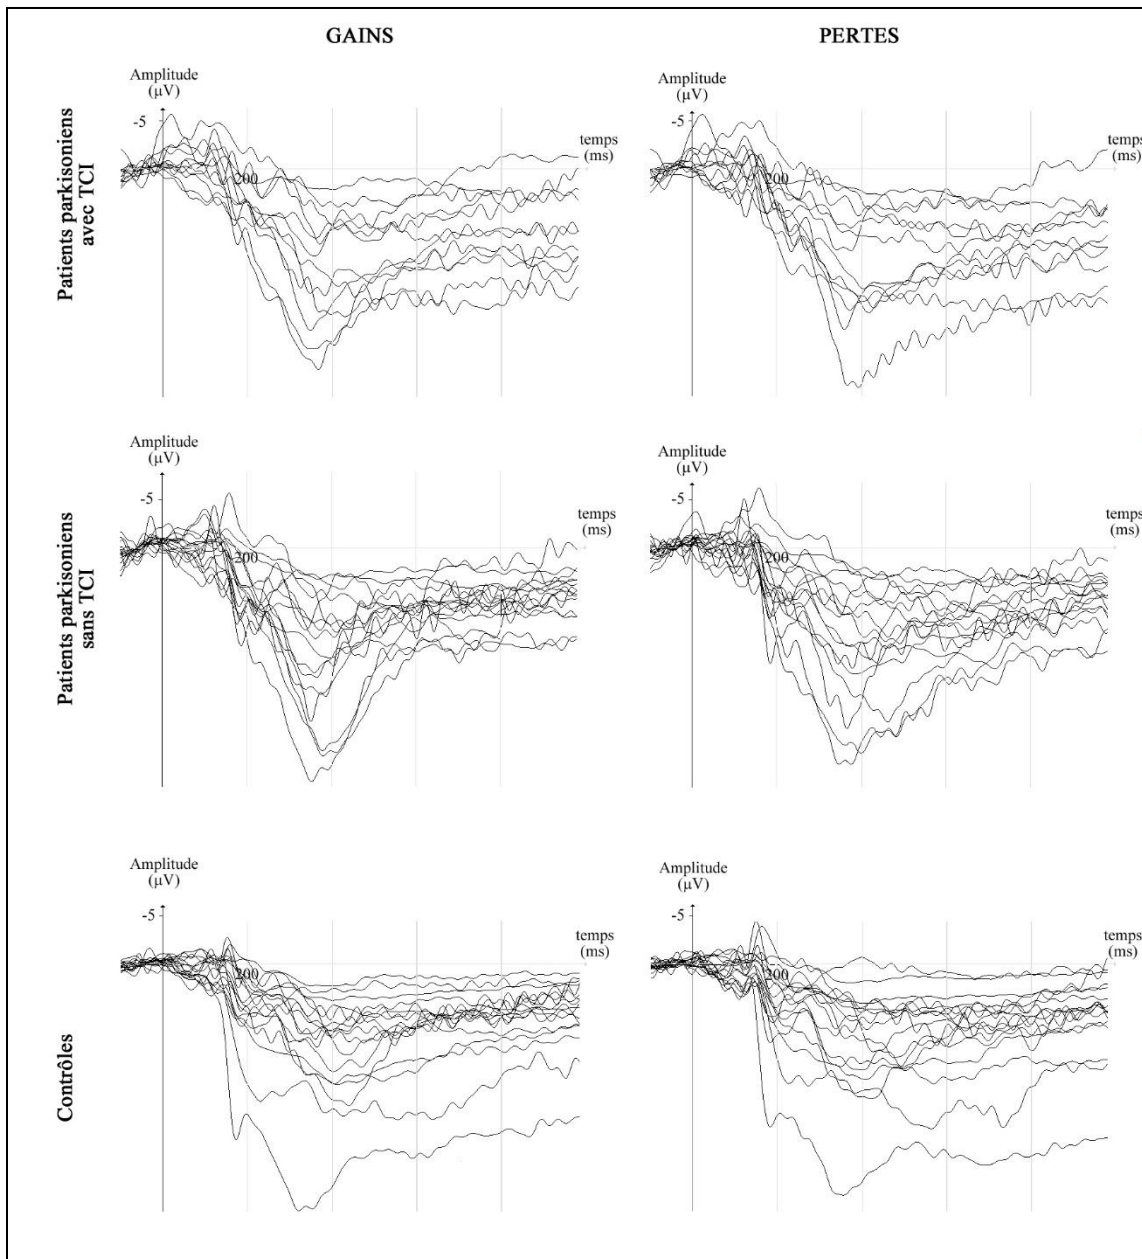 GAINS
PERTES
Patients parkisoniens
avec TCI
Amplitude
(µV)
-5
200
temps
(ms)
Amplitude
(µV)
-5
200
temps
(ms)
Patients parkisoniens
sans TCI
Amplitude
(µV)
-5
200
temps
(ms)
Amplitude
(µV)
-5
200
temps
(ms)
Contrôles
Amplitude
(µV)
-5
200
temps
(ms)
Amplitude
(µV)
-5
200
temps
(ms)